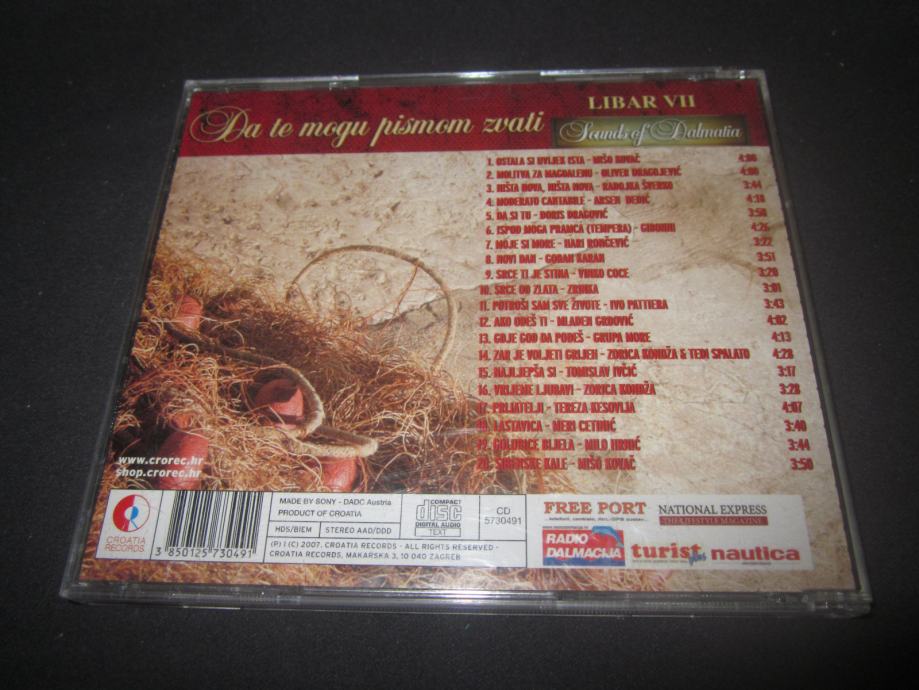 Da te mogu pismom zvati
LIBAR VII
Sounds of Dalmatia
1. OSTALA SI UVIJEK ISTA - MIŠO KOVAČ 4:06
2. MOLITVA ZA MAGDALENU - OLIVER DRAGOJEVIĆ 4:00
3. NIŠTA NOVA, NIŠTA NOVA - RADOJKA ŠVERKO 3:44
4. MODERATO CANTABILE - ARSEN DEDIĆ 4:18
5. DA SI TU - DORIS DRAGOVIĆ 3:58
6. ISPOD MOGA PRAMCA (TEMPERA) - GIBONNI 4:26
7. MOJE SI MORE - HARI RONČEVIĆ 3:22
8. NOVI DAN - GORAN KARAN 3:51
9. SRCE TI JE STINA - VINKO COCE 3:20
10. SRCE OD ZLATA - ZRINKA 3:01
11. POTROŠI SAM SVE ŽIVOTE - IVO PATTIERA 3:43
12. AKO ODEŠ TI - MLADEN GRDOVIĆ 4:02
13. GDJE GOD DA POĐEŠ - GRUPA MORE 4:13
14. ZAR JE VOLJETI GRIJEH - ZORICA KONDŽA & TEDI SPALATO 4:28
15. NAJLJEPŠA SI - TOMISLAV IVČIĆ 3:17
16. VRIJEME LJUBAVI - ZORICA KONDŽA 3:28
17. PRIJATELJI - TEREZA KESOVIJA 4:07
18. LASTAVICA - MERI CETINIĆ 3:40
19. GOLUBICE BIJELA - MILO HRNIĆ 3:44
20. ŠIBENSKE KALE - MIŠO KOVAČ 3:50
www.crorec.hr
shop.crorec.hr
CROATIA
RECORDS
3 850125 730491
MADE BY SONY - DADC Austria
PRODUCT OF CROATIA
HDS/BIEM
STEREO AAD/DDD
COMPACT
disc
DIGITAL AUDIO
TEXT
CD
5730491
(P) I (C) 2007. CROATIA RECORDS - ALL RIGHTS RESERVED -
CROATIA RECORDS, MAKARSKA 3, 10 040 ZAGREB
FREE PORT
NATIONAL EXPRESS
THE LIFESTYLE MAGAZINE
RADIO
DALMACIJA
turist plus
nautica